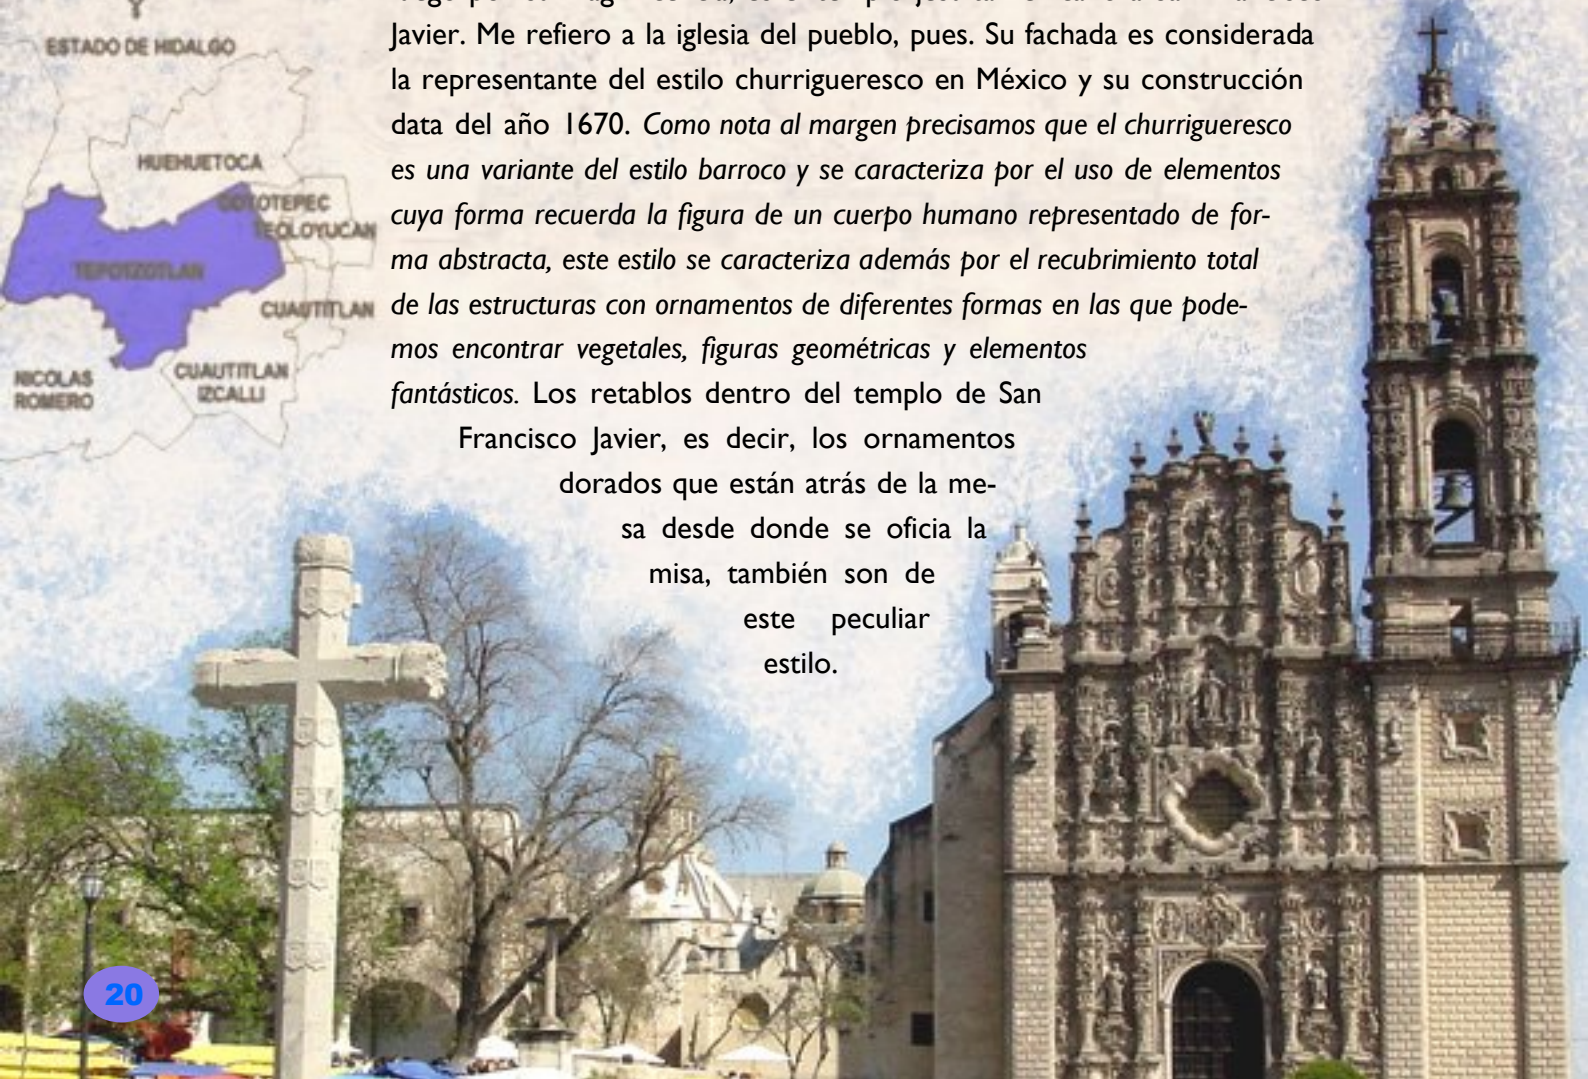 Javier. Me refiero a la iglesia del pueblo, pues. Su fachada es considerada
la representante del estilo churrigueresco en México y su construcción
data del año 1670. Como nota al margen precisamos que el churrigueresco
es una variante del estilo barroco y se caracteriza por el uso de elementos
cuya forma recuerda la figura de un cuerpo humano representado de for-
ma abstracta, este estilo se caracteriza además por el recubrimiento total
de las estructuras con ornamentos de diferentes formas en las que pode-
mos encontrar vegetales, figuras geométricas y elementos
fantásticos. Los retablos dentro del templo de San
Francisco Javier, es decir, los ornamentos
dorados que están atrás de la me-
sa desde donde se oficia la
misa, también son de
este peculiar
estilo.
ESTADO DE HIDALGO
HUEHUETOCA
COYOTEPEC
TEOLOYUCAN
TEPOTZOTLAN
CUAUTITLAN
CUAUTITLAN
IZCALLI
NICOLAS
ROMERO
20